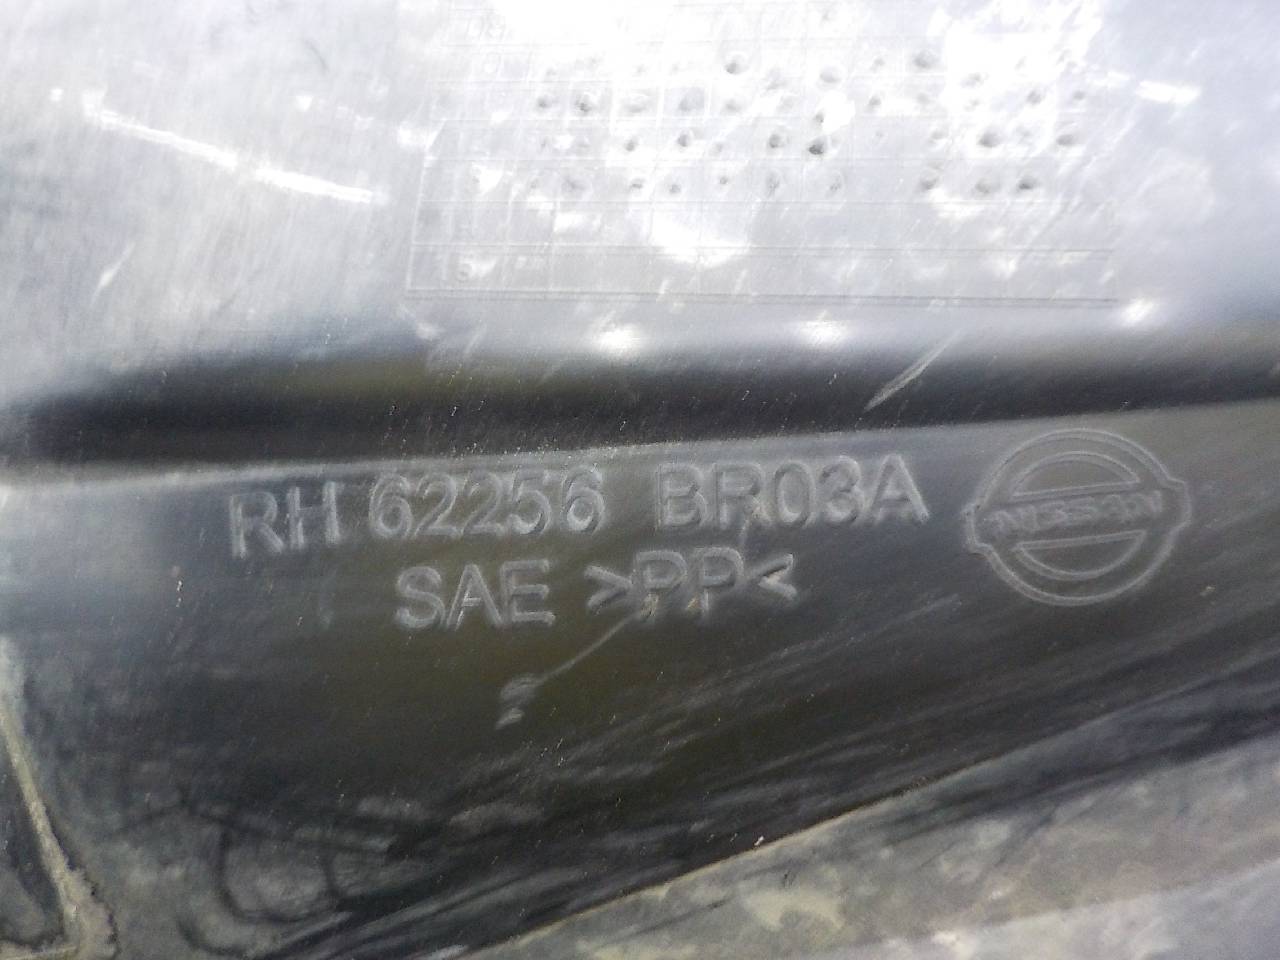 RH 62256 BR03A
NISSAN
SAE >PP<